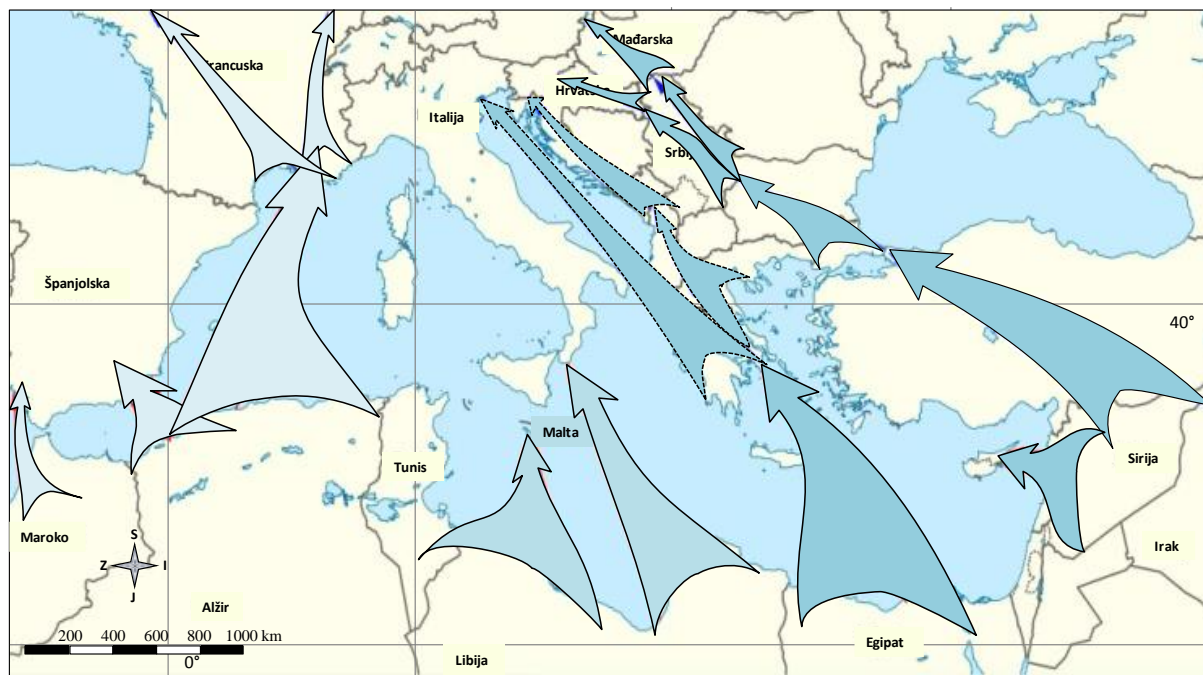 Mađarska
Francuska
Hrvatska
Italija
Srbija
Španjolska
40°
Malta
Tunis
Sirija
Maroko
S
Z I
J
Irak
Alžir
Egipat
200 400 600 800 1000 km
0°
Libija